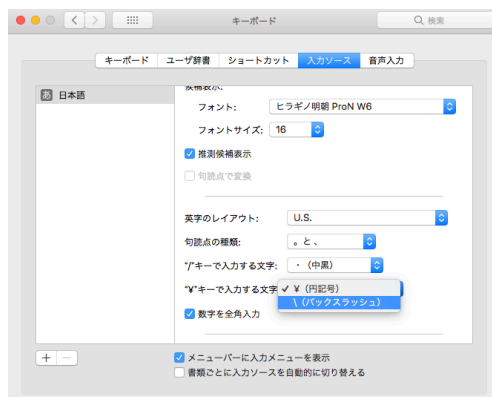 キーボード
検索
キーボード ユーザ辞書 ショートカット 入力ソース 音声入力
あ 日本語
候補表示:
フォント: ヒラギノ明朝 ProN W6
フォントサイズ: 16
推測候補表示
句読点で変換
英字のレイアウト: U.S.
句読点の種類: 。と、
"/"キーで入力する文字: ・（中黒）
"¥"キーで入力する文字 ✓ ¥（円記号）
\（バックスラッシュ）
数字を全角入力
+ −
メニューバーに入力メニューを表示
書類ごとに入力ソースを自動的に切り替える